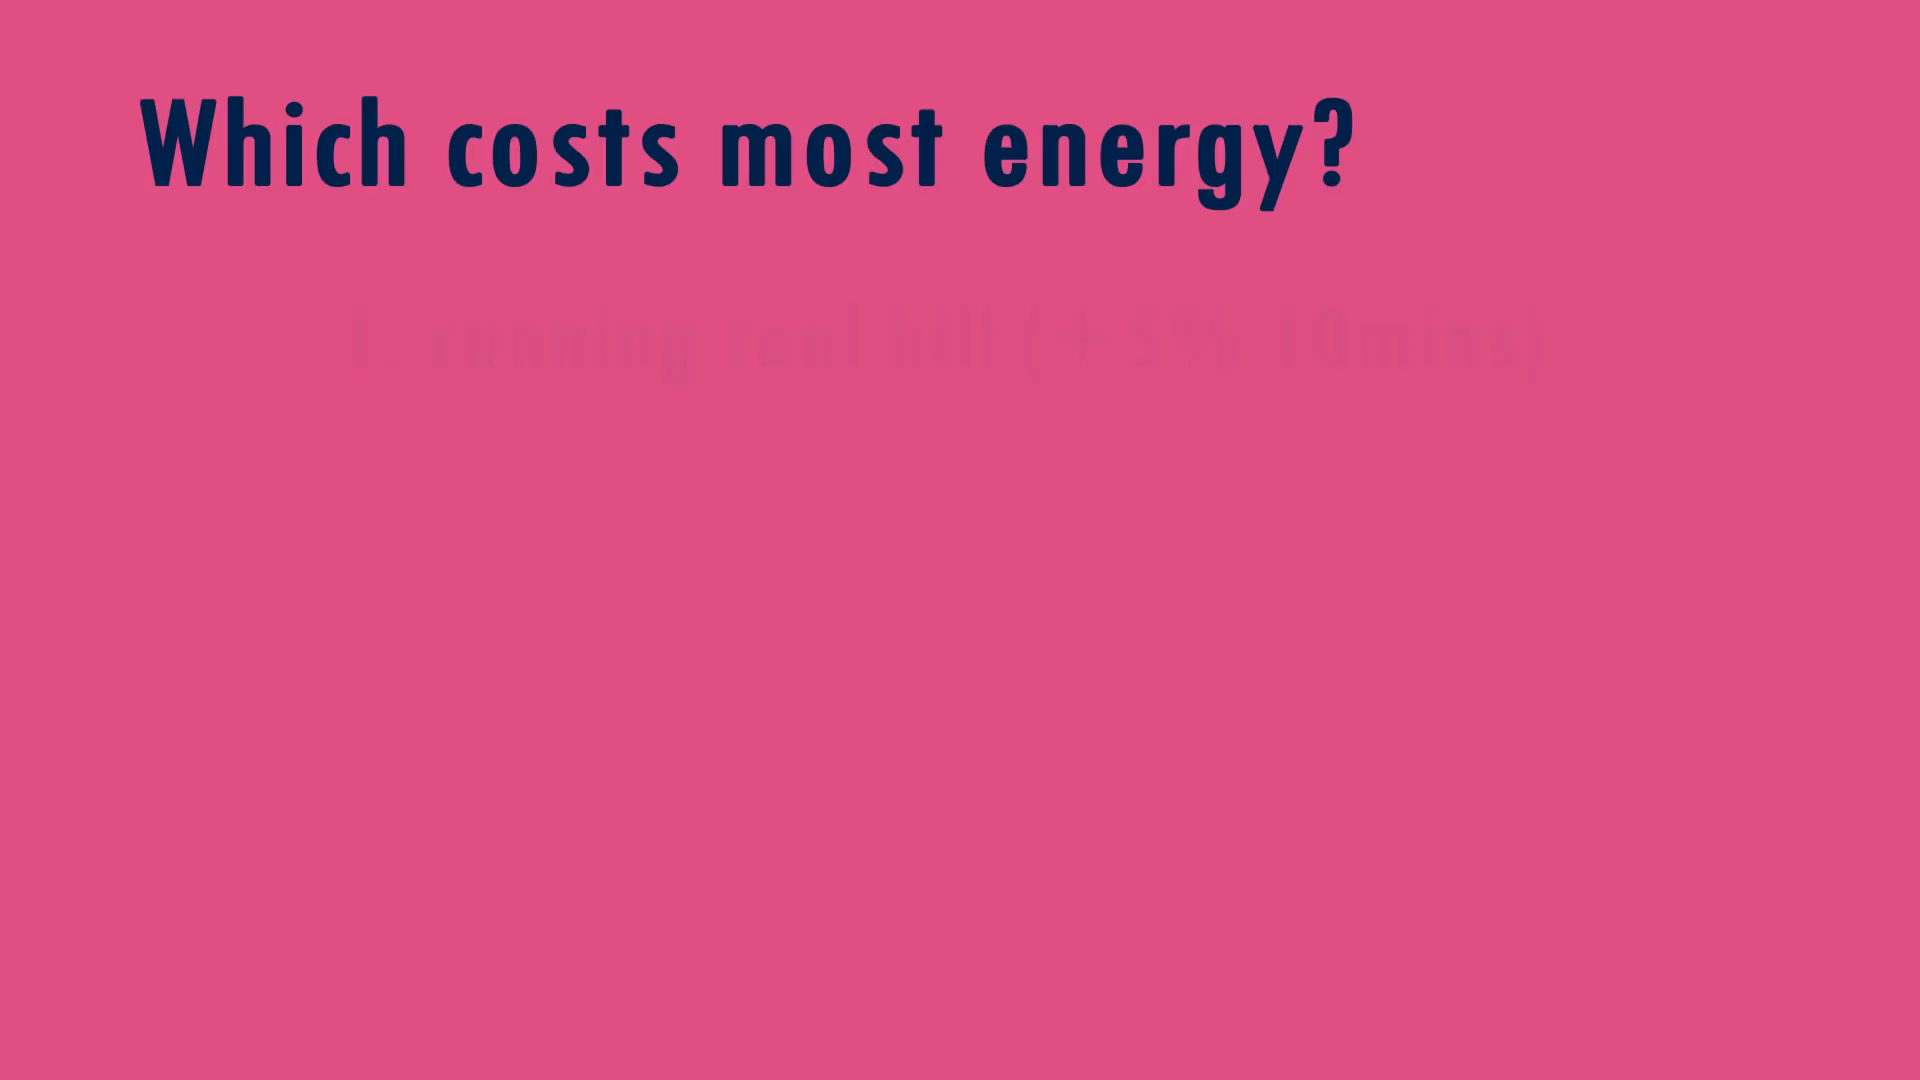 Which costs most energy?
1. running real hill (+5% 10mins)